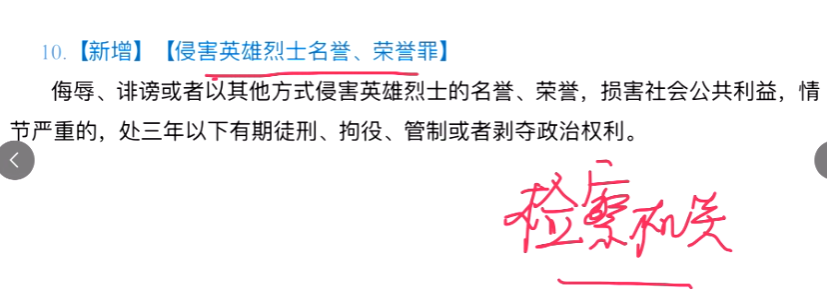 10.【新增】【侵害英雄烈士名誉、荣誉罪】
侮辱、诽谤或者以其他方式侵害英雄烈士的名誉、荣誉，损害社会公共利益，情
节严重的，处三年以下有期徒刑、拘役、管制或者剥夺政治权利。
检察机关